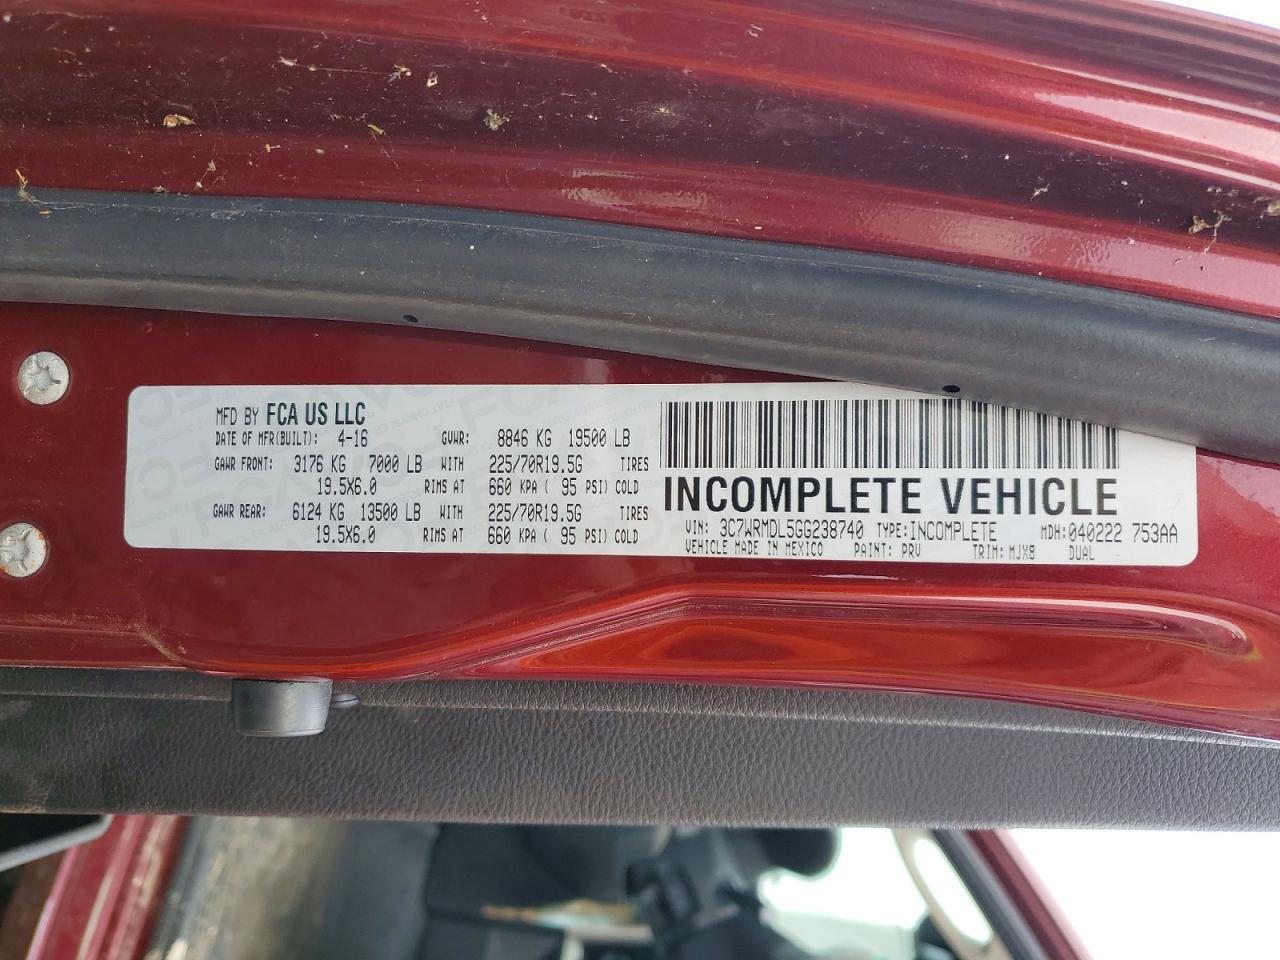 MFD BY FCA US LLC
DATE OF MFR(BUILT): 4-16 GVWR: 8846 KG 19500 LB
GAWR FRONT: 3176 KG 7000 LB WITH 225/70R19.5G TIRES
19.5X6.0 RIMS AT 660 KPA ( 95 PSI) COLD
GAWR REAR: 6124 KG 13500 LB WITH 225/70R19.5G TIRES
19.5X6.0 RIMS AT 660 KPA ( 95 PSI) COLD
INCOMPLETE VEHICLE
VIN: 3C7WRMDL5GG238740 TYPE:INCOMPLETE MDH:040222 753AA
VEHICLE MADE IN MEXICO PAINT: PRV TRIM: MJX8 DUAL